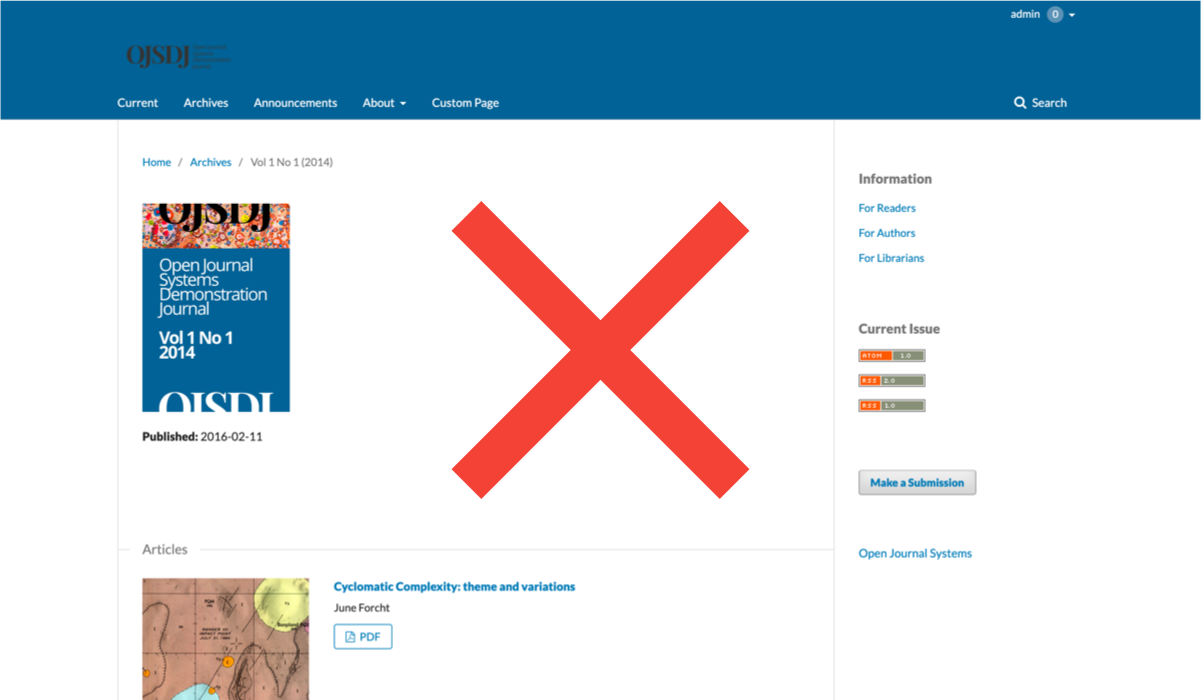 admin 0
OJSDJ
Current Archives Announcements About Custom Page Search
Home / Archives / Vol 1 No 1 (2014)
OJSDJ
Open Journal
Systems
Demonstration
Journal
Vol 1 No 1
2014
OJSDJ
Published: 2016-02-11
Information
For Readers
For Authors
For Librarians
Current Issue
ATOM 1.0
RSS 2.0
RSS 1.0
Make a Submission
Open Journal Systems
Articles
Cyclomatic Complexity: theme and variations
June Forcht
PDF